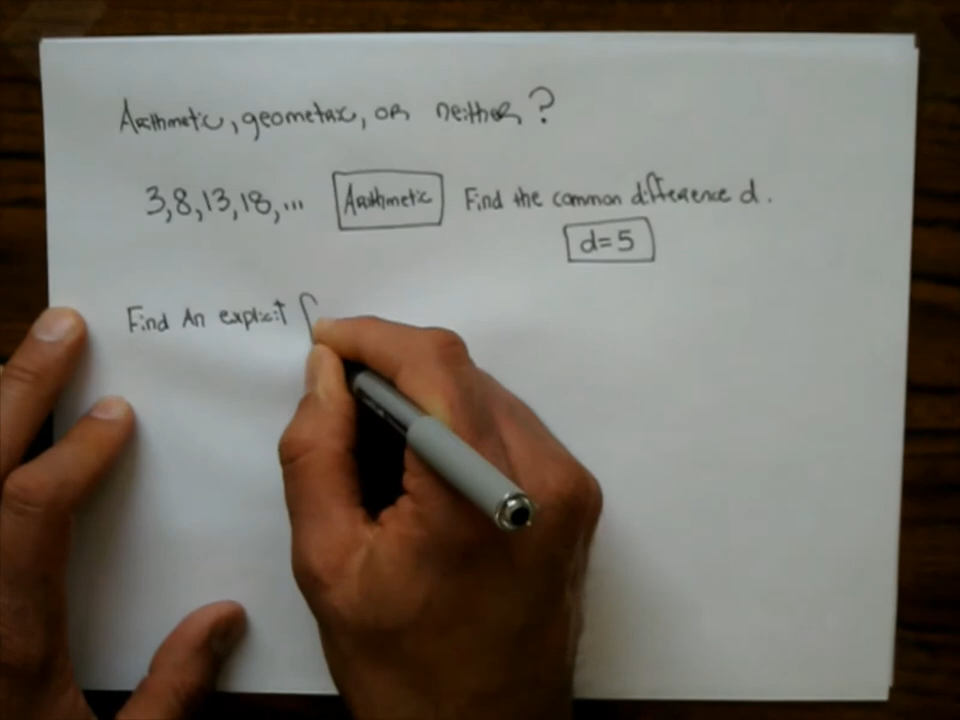 Arithmetic, geometric, or neither?
3,8,13,18,... Arithmetic Find the common difference d.
d=5
Find An explicit f